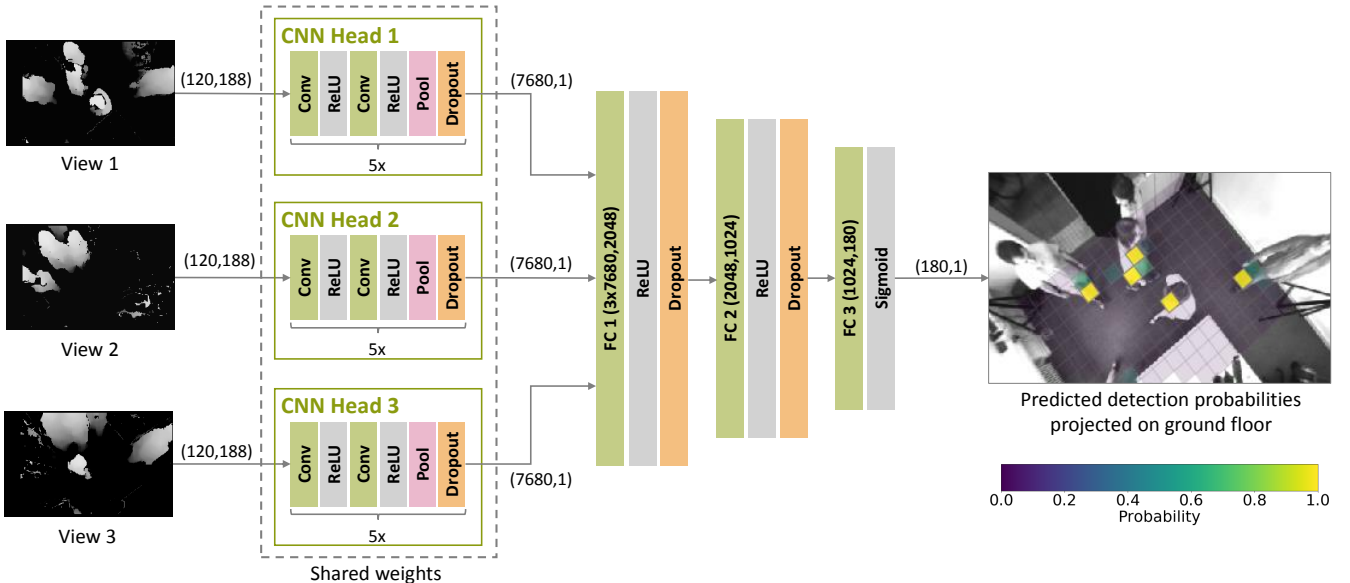 View 1
(120,188)
CNN Head 1
Conv
ReLU
Conv
ReLU
Pool
Dropout
5x
(7680,1)
View 2
(120,188)
CNN Head 2
Conv
ReLU
Conv
ReLU
Pool
Dropout
5x
(7680,1)
View 3
(120,188)
CNN Head 3
Conv
ReLU
Conv
ReLU
Pool
Dropout
5x
(7680,1)
Shared weights
FC 1 (3x7680,2048)
ReLU
Dropout
FC 2 (2048,1024)
ReLU
Dropout
FC 3 (1024,180)
Sigmoid
(180,1)
Predicted detection probabilities
projected on ground floor
0.0 0.2 0.4 0.6 0.8 1.0
Probability